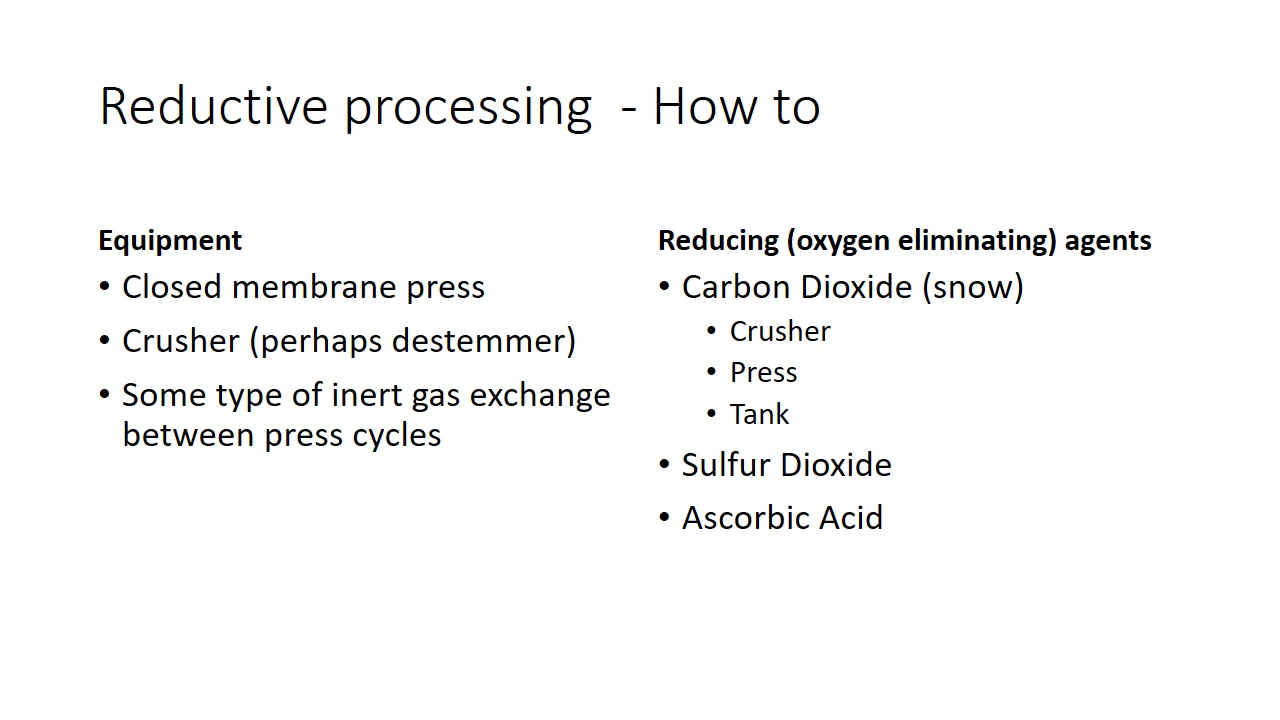 Reductive processing  - How to
Equipment
• Closed membrane press
• Crusher (perhaps destemmer)
• Some type of inert gas exchange
between press cycles
Reducing (oxygen eliminating) agents
• Carbon Dioxide (snow)
• Crusher
• Press
• Tank
• Sulfur Dioxide
• Ascorbic Acid